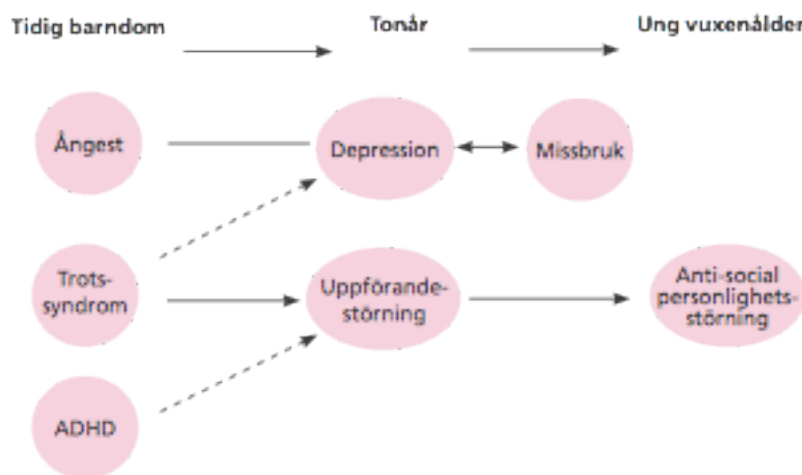 Tidig barndom
Tonår
Ung vuxenålder
Ångest
Depression
Missbruk
Trots-
syndrom
Uppförande-
störning
Anti-social
personlighets-
störning
ADHD